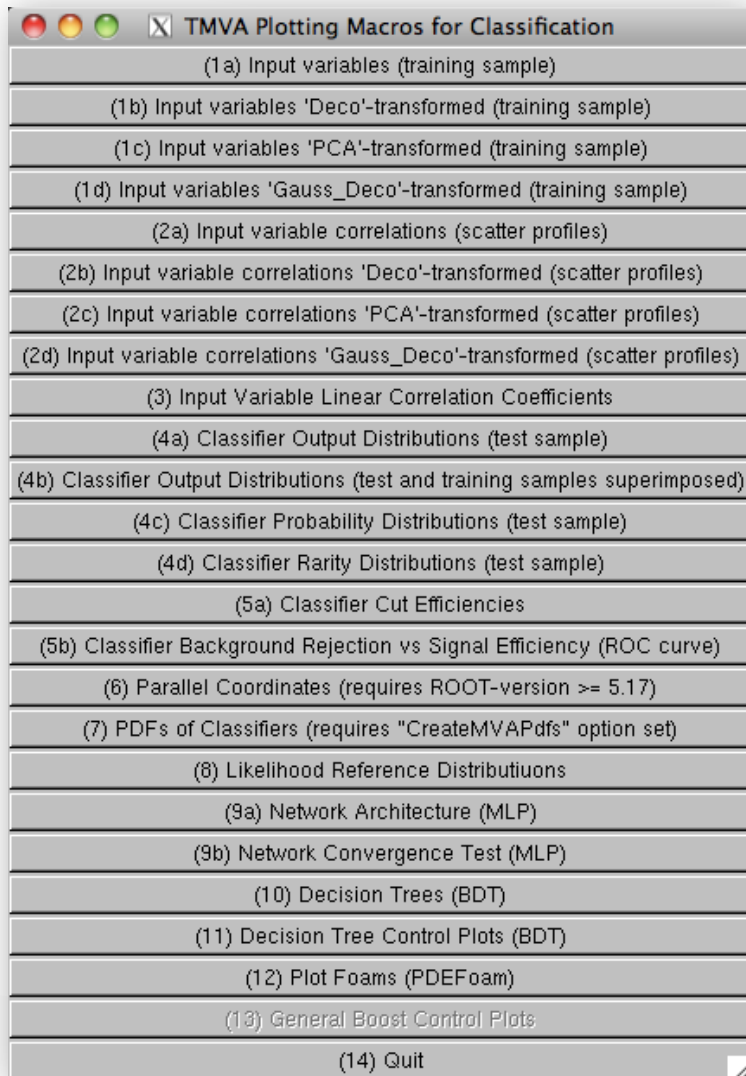 X TMVA Plotting Macros for Classification
(1a) Input variables (training sample)
(1b) Input variables 'Deco'-transformed (training sample)
(1c) Input variables 'PCA'-transformed (training sample)
(1d) Input variables 'Gauss_Deco'-transformed (training sample)
(2a) Input variable correlations (scatter profiles)
(2b) Input variable correlations 'Deco'-transformed (scatter profiles)
(2c) Input variable correlations 'PCA'-transformed (scatter profiles)
(2d) Input variable correlations 'Gauss_Deco'-transformed (scatter profiles)
(3) Input Variable Linear Correlation Coefficients
(4a) Classifier Output Distributions (test sample)
(4b) Classifier Output Distributions (test and training samples superimposed)
(4c) Classifier Probability Distributions (test sample)
(4d) Classifier Rarity Distributions (test sample)
(5a) Classifier Cut Efficiencies
(5b) Classifier Background Rejection vs Signal Efficiency (ROC curve)
(6) Parallel Coordinates (requires ROOT-version >= 5.17)
(7) PDFs of Classifiers (requires "CreateMVAPdfs" option set)
(8) Likelihood Reference Distributiuons
(9a) Network Architecture (MLP)
(9b) Network Convergence Test (MLP)
(10) Decision Trees (BDT)
(11) Decision Tree Control Plots (BDT)
(12) Plot Foams (PDEFoam)
(13) General Boost Control Plots
(14) Quit